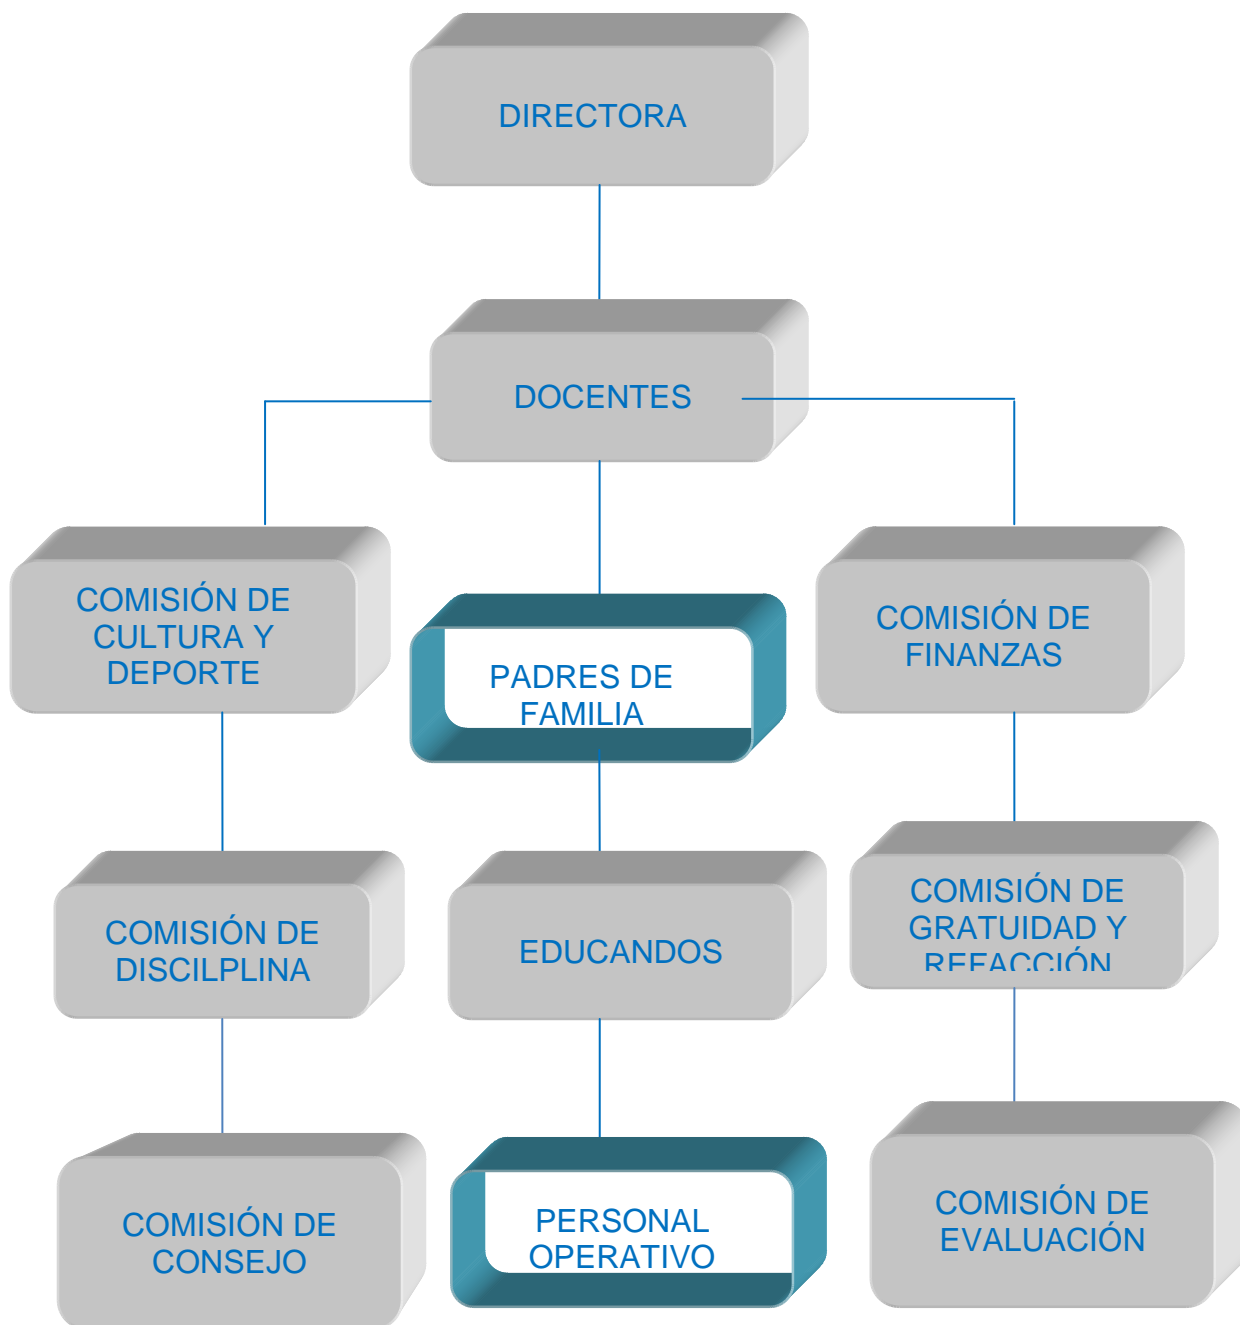 DIRECTORA
DOCENTES
COMISIÓN DE
CULTURA Y
DEPORTE
PADRES DE
FAMILIA
COMISIÓN DE
FINANZAS
COMISIÓN DE
DISCILPLINA
EDUCANDOS
COMISIÓN DE
GRATUIDAD Y
REFACCIÓN
COMISIÓN DE
CONSEJO
PERSONAL
OPERATIVO
COMISIÓN DE
EVALUACIÓN